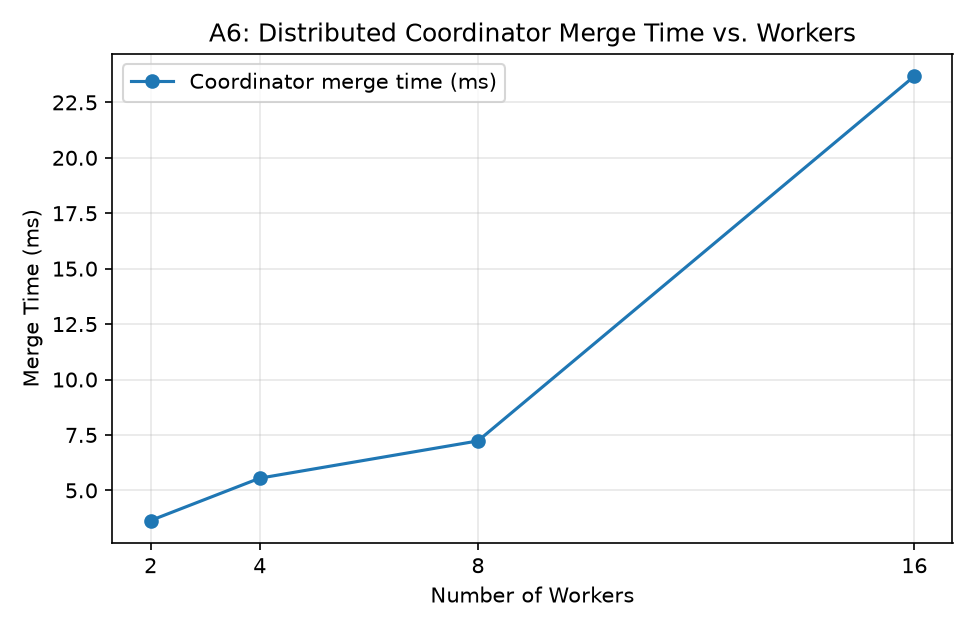 A6: Distributed Coordinator Merge Time vs. Workers
Coordinator merge time (ms)
22.5
20.0
17.5
15.0
12.5
10.0
7.5
5.0
Merge Time (ms)
2 4 8 16
Number of Workers